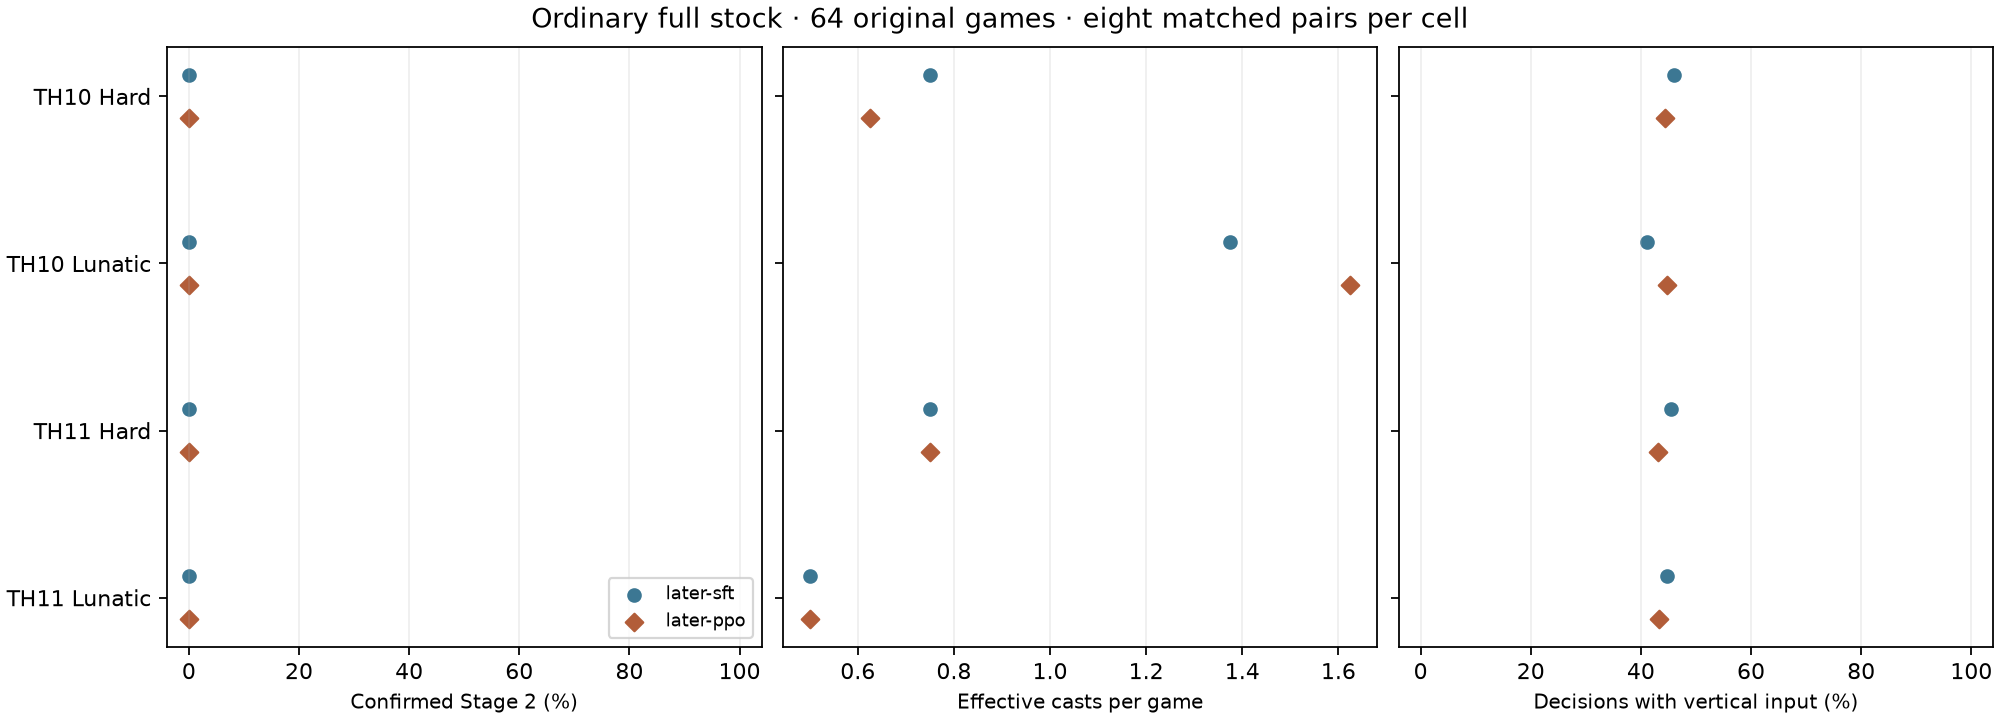 Ordinary full stock · 64 original games · eight matched pairs per cell
TH10 Hard
TH10 Lunatic
TH11 Hard
TH11 Lunatic
later-sft
later-ppo
0 20 40 60 80 100
Confirmed Stage 2 (%)
0.6 0.8 1.0 1.2 1.4 1.6
Effective casts per game
0 20 40 60 80 100
Decisions with vertical input (%)